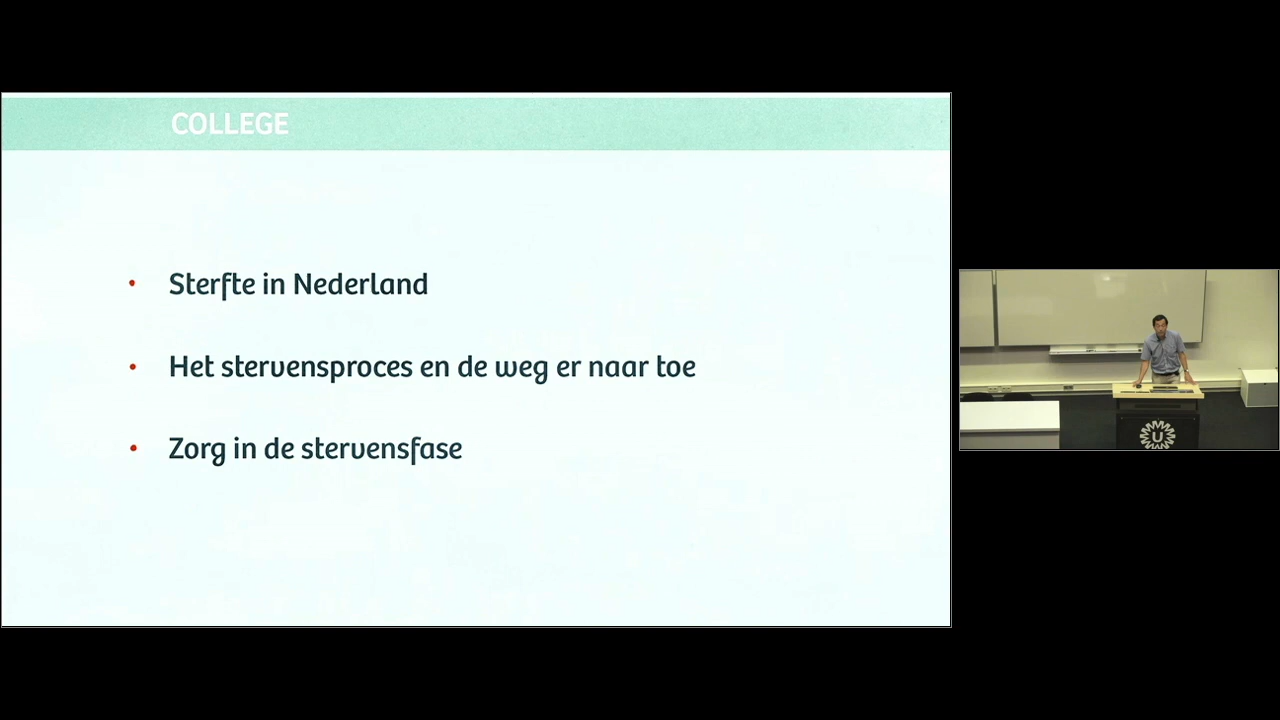 COLLEGE
• Sterfte in Nederland
• Het stervensproces en de weg er naar toe
• Zorg in de stervensfase
U